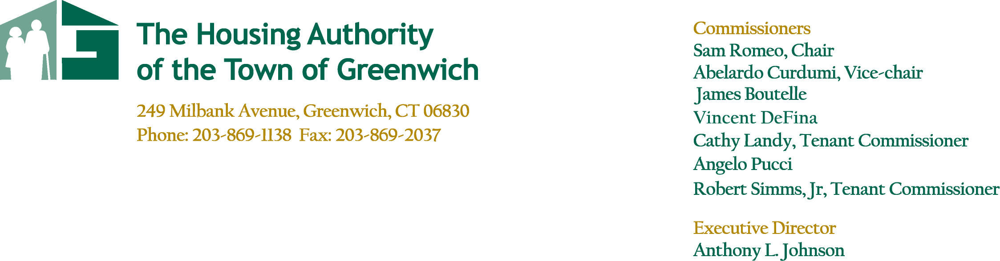 The Housing Authority
of the Town of Greenwich
249 Milbank Avenue, Greenwich, CT 06830
Phone: 203-869-1138 Fax: 203-869-2037
Commissioners
Sam Romeo, Chair
Abelardo Curdumi, Vice-chair
James Boutelle
Vincent DeFina
Cathy Landy, Tenant Commissioner
Angelo Pucci
Robert Simms, Jr, Tenant Commissioner
Executive Director
Anthony L. Johnson